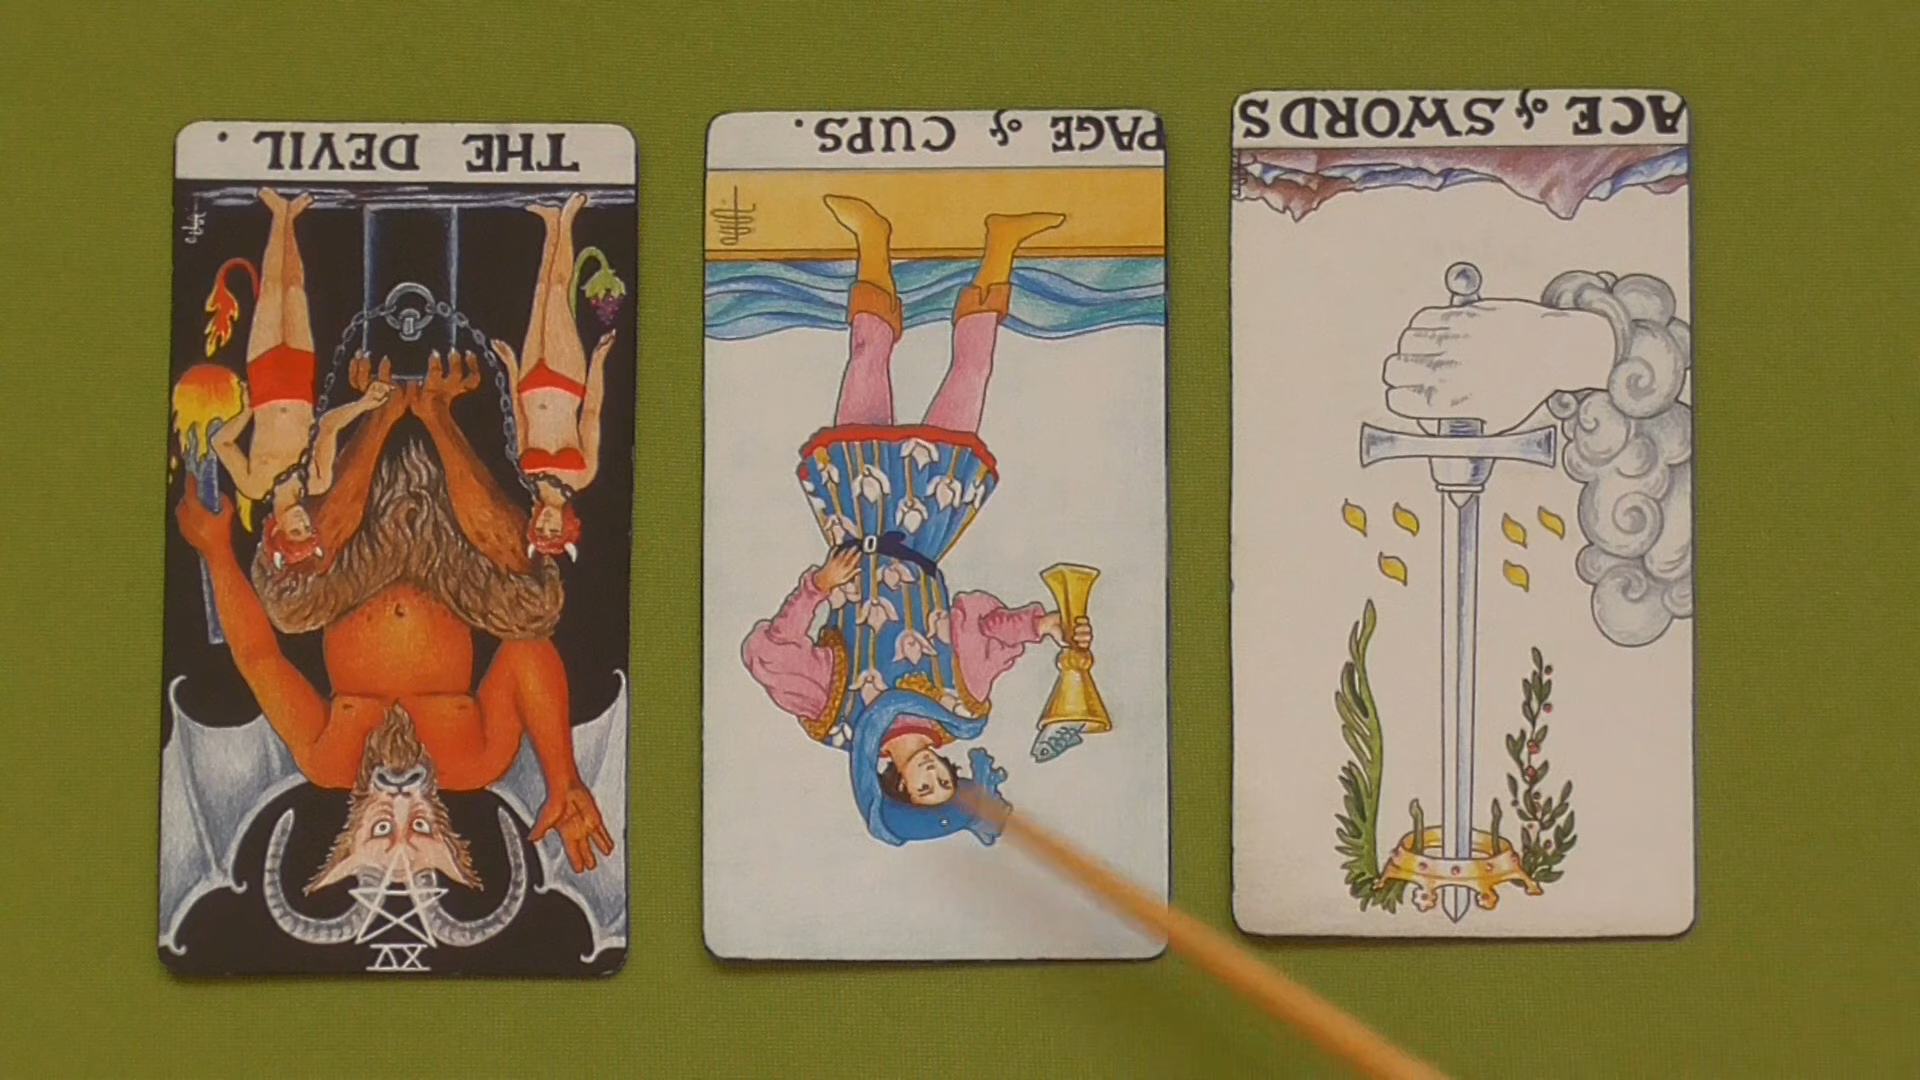 THE DEVIL.
XV
PAGE of CUPS.
ACE of SWORDS